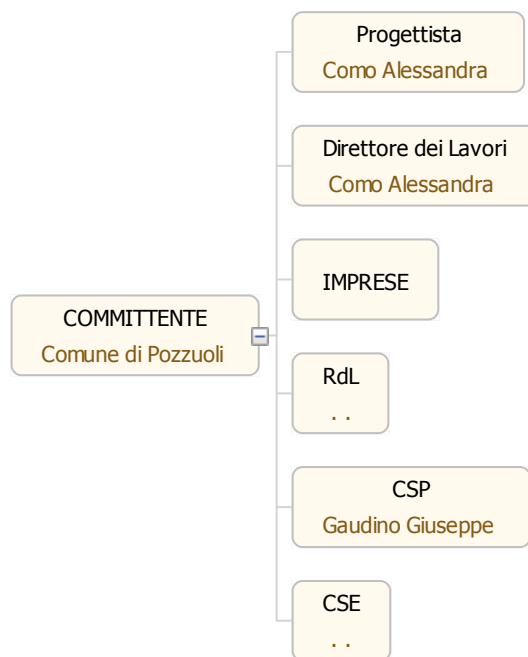 Progettista
Como Alessandra
Direttore dei Lavori
Como Alessandra
IMPRESE
COMMITTENTE
Comune di Pozzuoli
RdL
. .
CSP
Gaudino Giuseppe
CSE
. .